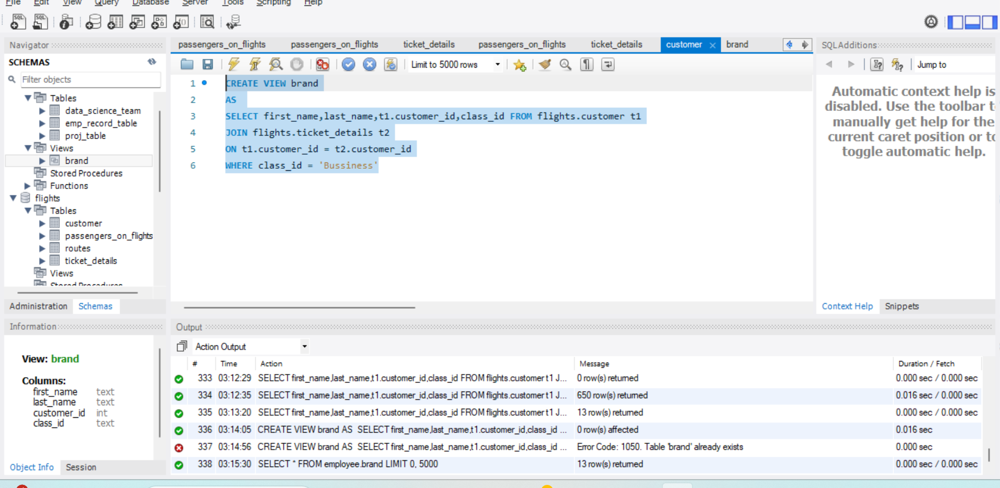 File Edit View Query Database Server Tools Scripting Help
Navigator
SCHEMAS
Filter objects
Tables
data_science_team
emp_record_table
proj_table
Views
brand
Stored Procedures
Functions
flights
Tables
customer
passengers_on_flights
routes
ticket_details
Views
Stored Procedures
Administration Schemas
Information
View: brand
Columns:
first_name text
last_name text
customer_id int
class_id text
Object Info Session
passengers_on_flights passengers_on_flights ticket_details passengers_on_flights ticket_details customer brand
Limit to 5000 rows
1 CREATE VIEW brand
2 AS
3 SELECT first_name,last_name,t1.customer_id,class_id FROM flights.customer t1
4 JOIN flights.ticket_details t2
5 ON t1.customer_id = t2.customer_id
6 WHERE class_id = 'Bussiness'
SQLAdditions
Jump to
Automatic context help is
disabled. Use the toolbar t
manually get help for the
current caret position or to
toggle automatic help.
Context Help Snippets
Output
Action Output
# Time Action Message Duration / Fetch
333 03:12:29 SELECT first_name,last_name,t1.customer_id,class_id FROM flights.customer t1 J... 0 row(s) returned 0.000 sec / 0.000 sec
334 03:12:35 SELECT first_name,last_name,t1.customer_id,class_id FROM flights.customer t1 J... 650 row(s) returned 0.016 sec / 0.000 sec
335 03:13:20 SELECT first_name,last_name,t1.customer_id,class_id FROM flights.customer t1 J... 13 row(s) returned 0.000 sec / 0.000 sec
336 03:14:05 CREATE VIEW brand AS SELECT first_name,last_name,t1.customer_id,class_id ... 0 row(s) affected 0.016 sec
337 03:14:56 CREATE VIEW brand AS SELECT first_name,last_name,t1.customer_id,class_id ... Error Code: 1050. Table 'brand' already exists 0.000 sec
338 03:15:30 SELECT * FROM employee.brand LIMIT 0, 5000 13 row(s) returned 0.000 sec / 0.000 sec